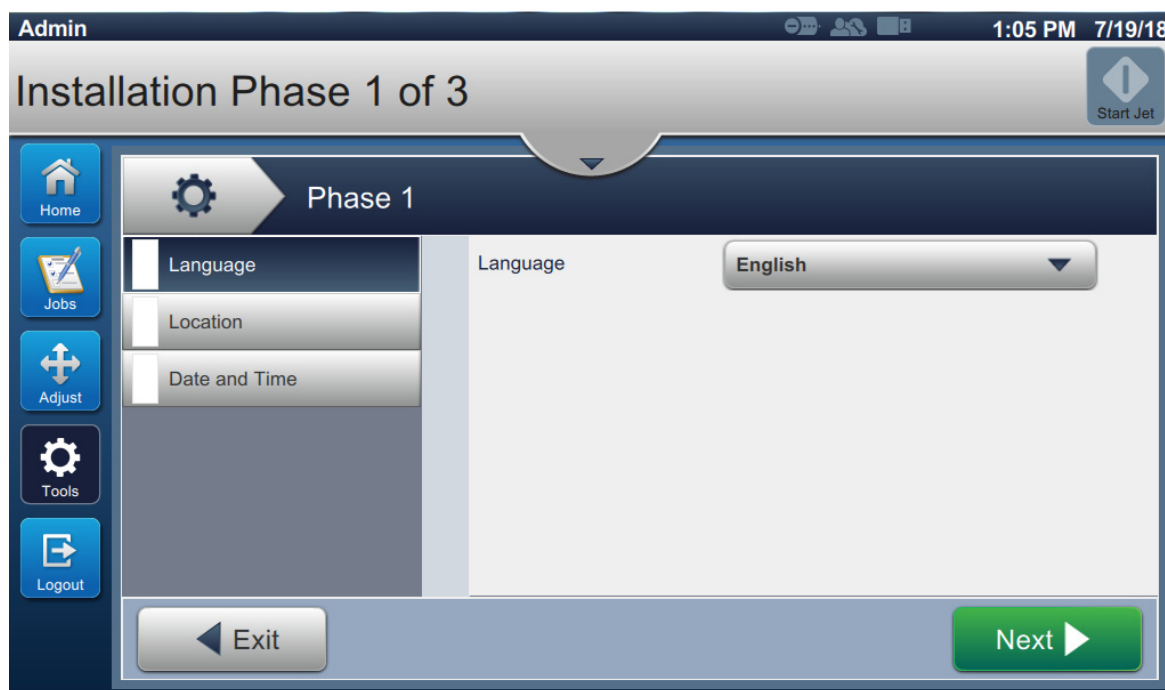 Admin 1:05 PM 7/19/18
Installation Phase 1 of 3
Start Jet
Home
Phase 1
Language
Language English
Jobs
Location
Date and Time
Adjust
Tools
Logout
Exit Next